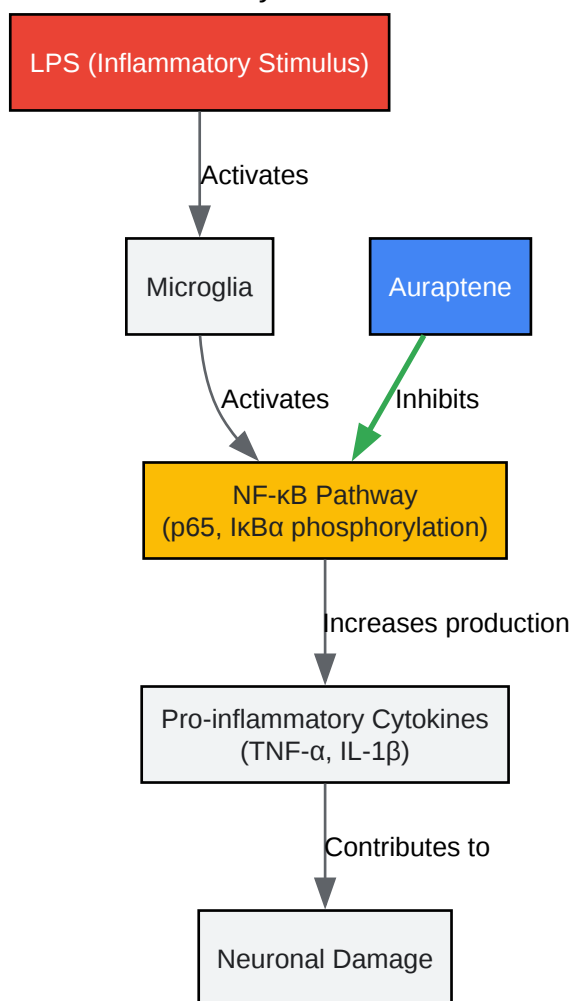 LPS (Inflammatory Stimulus)
Activates
Microglia
Auraptene
Activates
Inhibits
NF-κB Pathway
(p65, IκBα phosphorylation)
Increases production
Pro-inflammatory Cytokines
(TNF-α, IL-1β)
Contributes to
Neuronal Damage